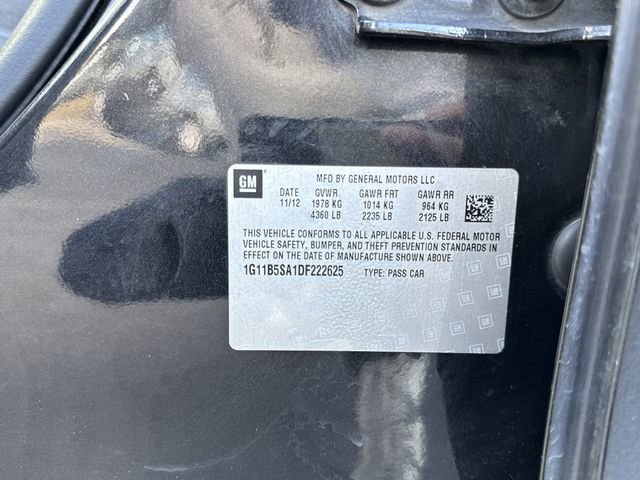 GM MFD BY GENERAL MOTORS LLC
DATE GVWR GAWR FRT GAWR RR
11/12 1978 KG 1014 KG 964 KG
4360 LB 2235 LB 2125 LB
THIS VEHICLE CONFORMS TO ALL APPLICABLE U.S. FEDERAL MOTOR
VEHICLE SAFETY, BUMPER, AND THEFT PREVENTION STANDARDS IN
EFFECT ON THE DATE OF MANUFACTURE SHOWN ABOVE.
1G11B5SA1DF222625 TYPE: PASS CAR